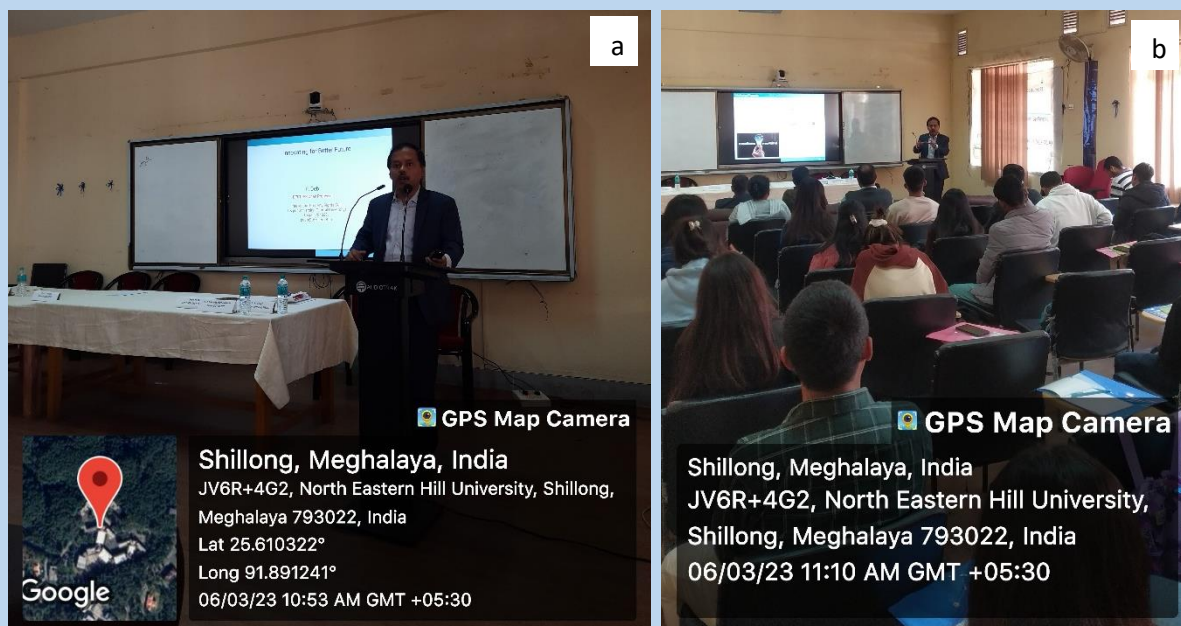 a
for Better Future
GPS Map Camera
Shillong, Meghalaya, India
JV6R+4G2, North Eastern Hill University, Shillong,
Meghalaya 793022, India
Lat 25.610322°
Long 91.891241°
06/03/23 10:53 AM GMT +05:30
Google
b
GPS Map Camera
Shillong, Meghalaya, India
JV6R+4G2, North Eastern Hill University,
Shillong, Meghalaya 793022, India
06/03/23 11:10 AM GMT +05:30